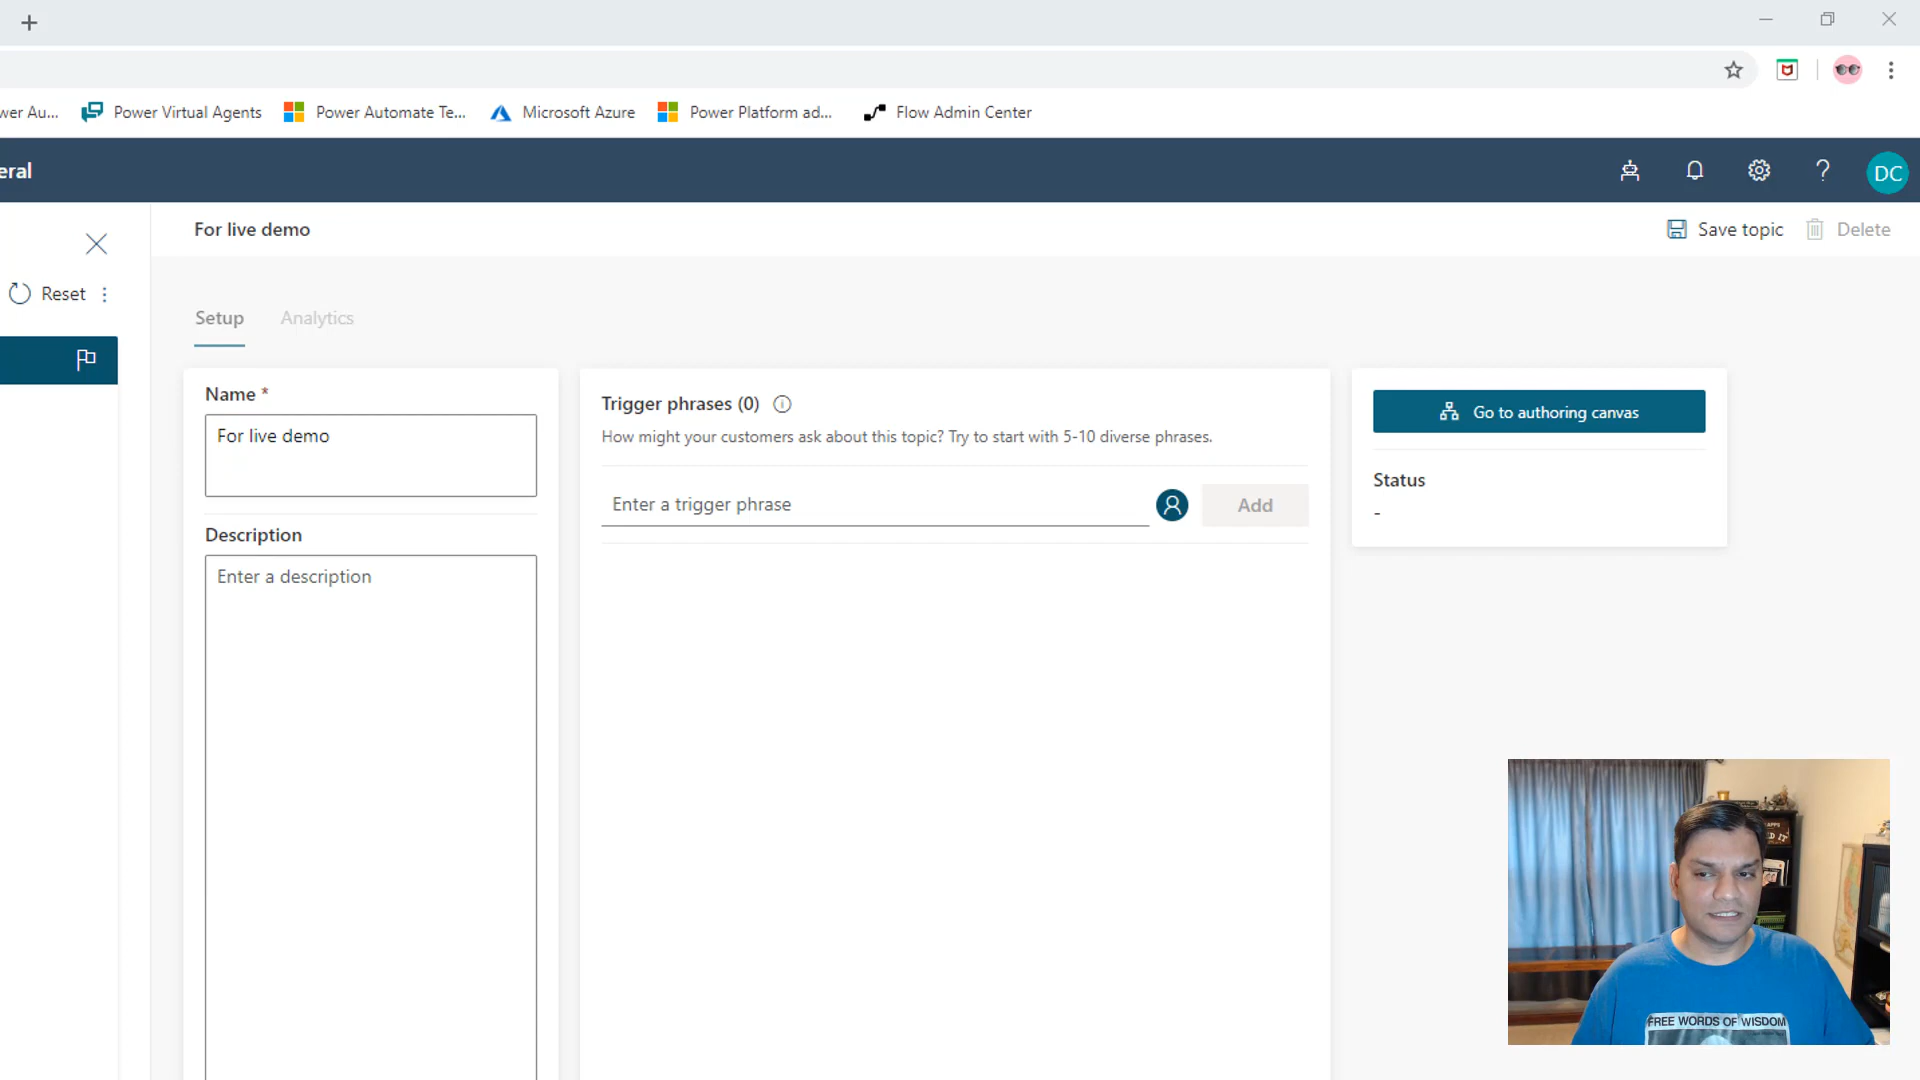 wer Au...
Power Virtual Agents
Power Automate Te...
Microsoft Azure
Power Platform ad...
Flow Admin Center
eral
DC
For live demo
Save topic
Delete
Reset
Setup
Analytics
Name *
For live demo
Description
Enter a description
Trigger phrases (0)
How might your customers ask about this topic? Try to start with 5-10 diverse phrases.
Enter a trigger phrase
Add
Go to authoring canvas
Status
-
FREE WORDS OF WISDOM